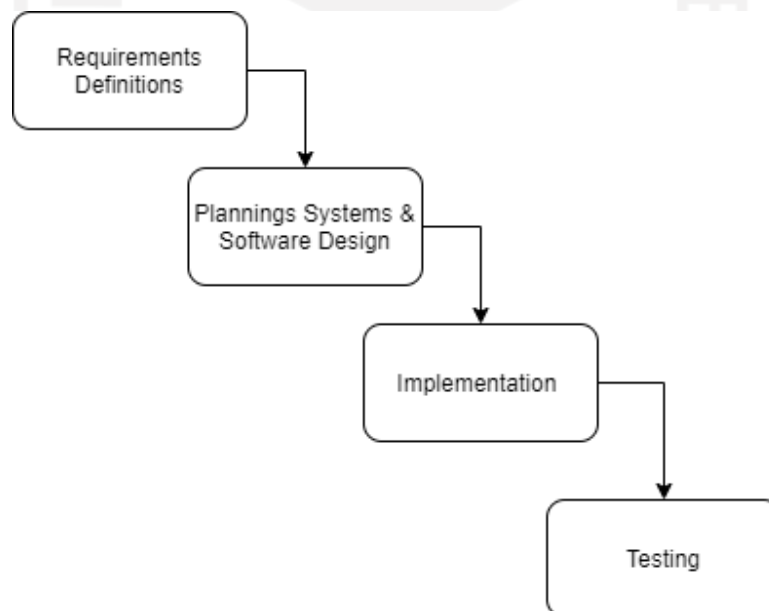 Requirements
Definitions
Plannings Systems &
Software Design
Implementation
Testing